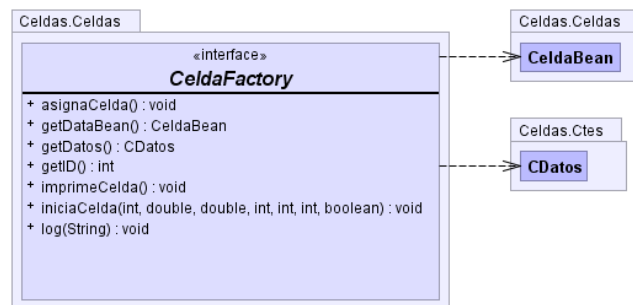 Celdas.Celdas
«interface»
CeldaFactory
+ asignaCelda() : void
+ getDataBean() : CeldaBean
+ getDatos() : CDatos
+ getID() : int
+ imprimeCelda() : void
+ iniciaCelda(int, double, double, int, int, int, boolean) : void
+ log(String) : void
Celdas.Celdas
CeldaBean
Celdas.Ctes
CDatos